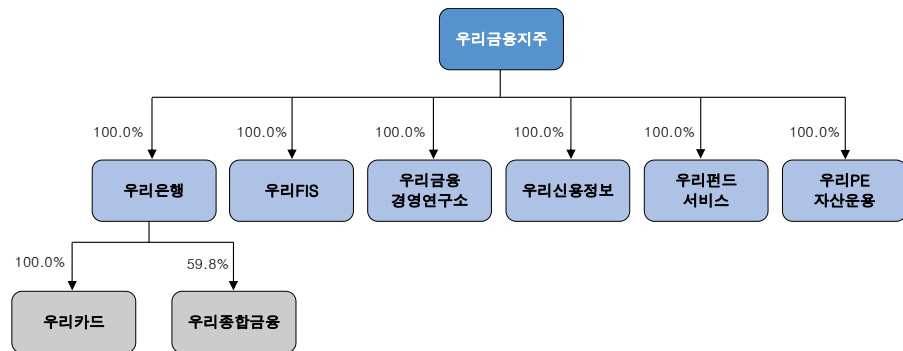 우리금융지주
100.0%
100.0%
100.0%
100.0%
100.0%
100.0%
우리은행
우리FIS
우리금융
경영연구소
우리신용정보
우리펀드
서비스
우리PE
자산운용
100.0%
59.8%
우리카드
우리종합금융